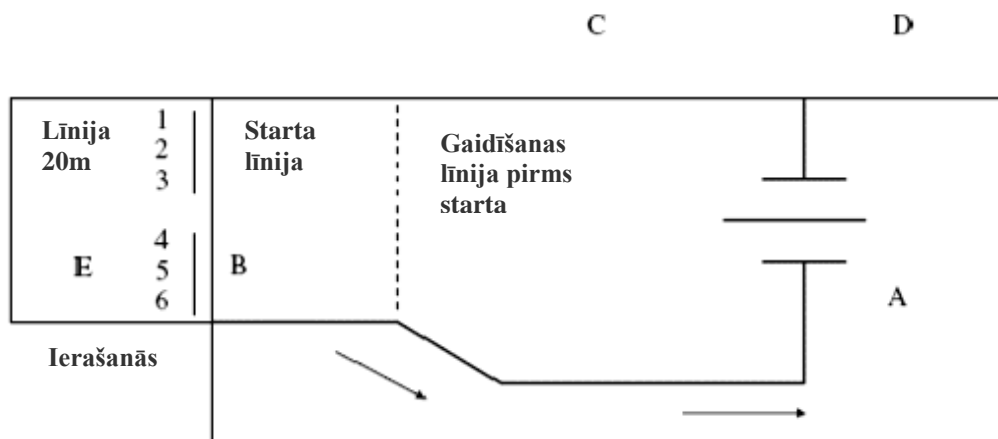 C
D
Līnija
20m
1
2
3
Starta
līnija
Gaidīšanas
līnija pirms
starta
E
4
5
6
B
A
Ierašanās